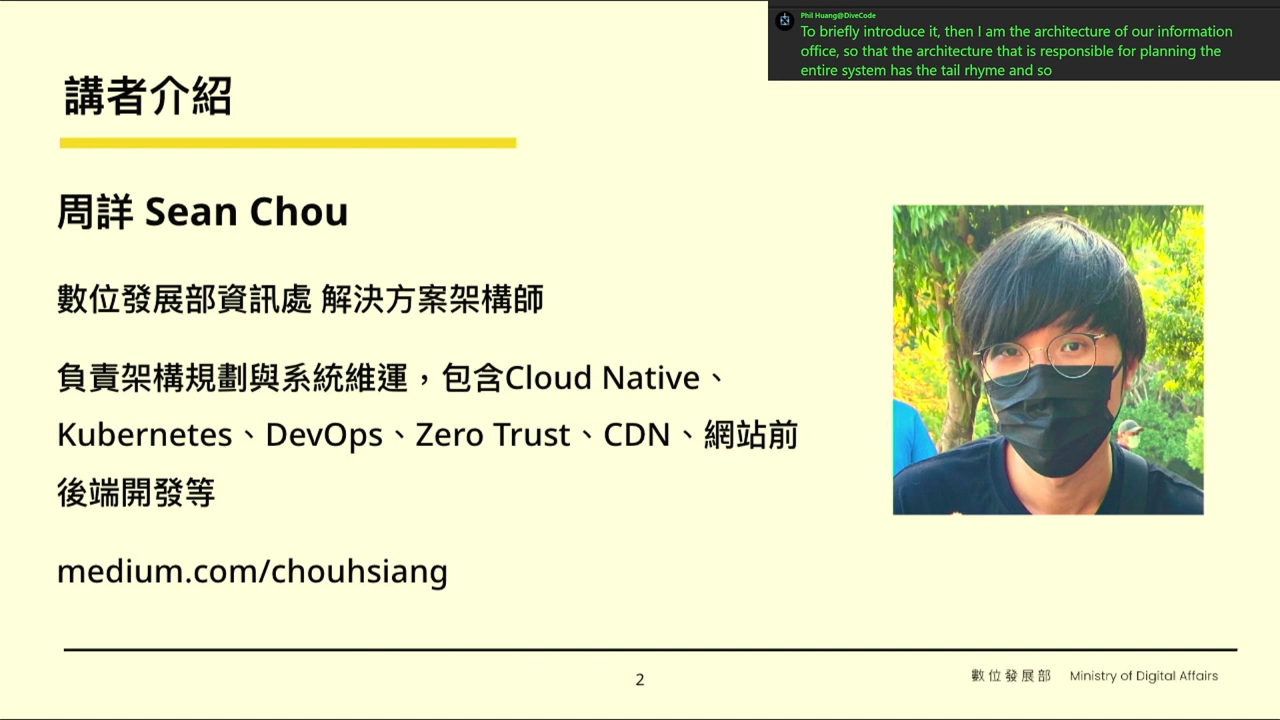 Phil Huang@DiveCode
To briefly introduce it, then I am the architecture of our information
office, so that the architecture that is responsible for planning the
entire system has the tail rhyme and so
講者介紹
周詳 Sean Chou
數位發展部資訊處 解決方案架構師
負責架構規劃與系統維運，包含Cloud Native、
Kubernetes、DevOps、Zero Trust、CDN、網站前
後端開發等
medium.com/chouhsiang
2
數位發展部 Ministry of Digital Affairs